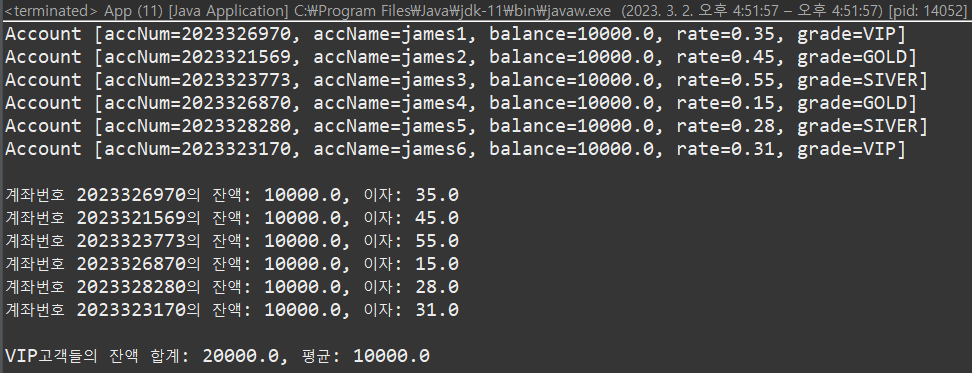 <terminated> App (11) [Java Application] C:₩Program Files₩Java₩jdk-11₩bin₩javaw.exe (2023. 3. 2. 오후 4:51:57 – 오후 4:51:57) [pid: 14052]
Account [accNum=2023326970, accName=james1, balance=10000.0, rate=0.35, grade=VIP]
Account [accNum=2023321569, accName=james2, balance=10000.0, rate=0.45, grade=GOLD]
Account [accNum=2023323773, accName=james3, balance=10000.0, rate=0.55, grade=SIVER]
Account [accNum=2023326870, accName=james4, balance=10000.0, rate=0.15, grade=GOLD]
Account [accNum=2023328280, accName=james5, balance=10000.0, rate=0.28, grade=SIVER]
Account [accNum=2023323170, accName=james6, balance=10000.0, rate=0.31, grade=VIP]
계좌번호 2023326970의 잔액: 10000.0, 이자: 35.0
계좌번호 2023321569의 잔액: 10000.0, 이자: 45.0
계좌번호 2023323773의 잔액: 10000.0, 이자: 55.0
계좌번호 2023326870의 잔액: 10000.0, 이자: 15.0
계좌번호 2023328280의 잔액: 10000.0, 이자: 28.0
계좌번호 2023323170의 잔액: 10000.0, 이자: 31.0
VIP고객들의 잔액 합계: 20000.0, 평균: 10000.0